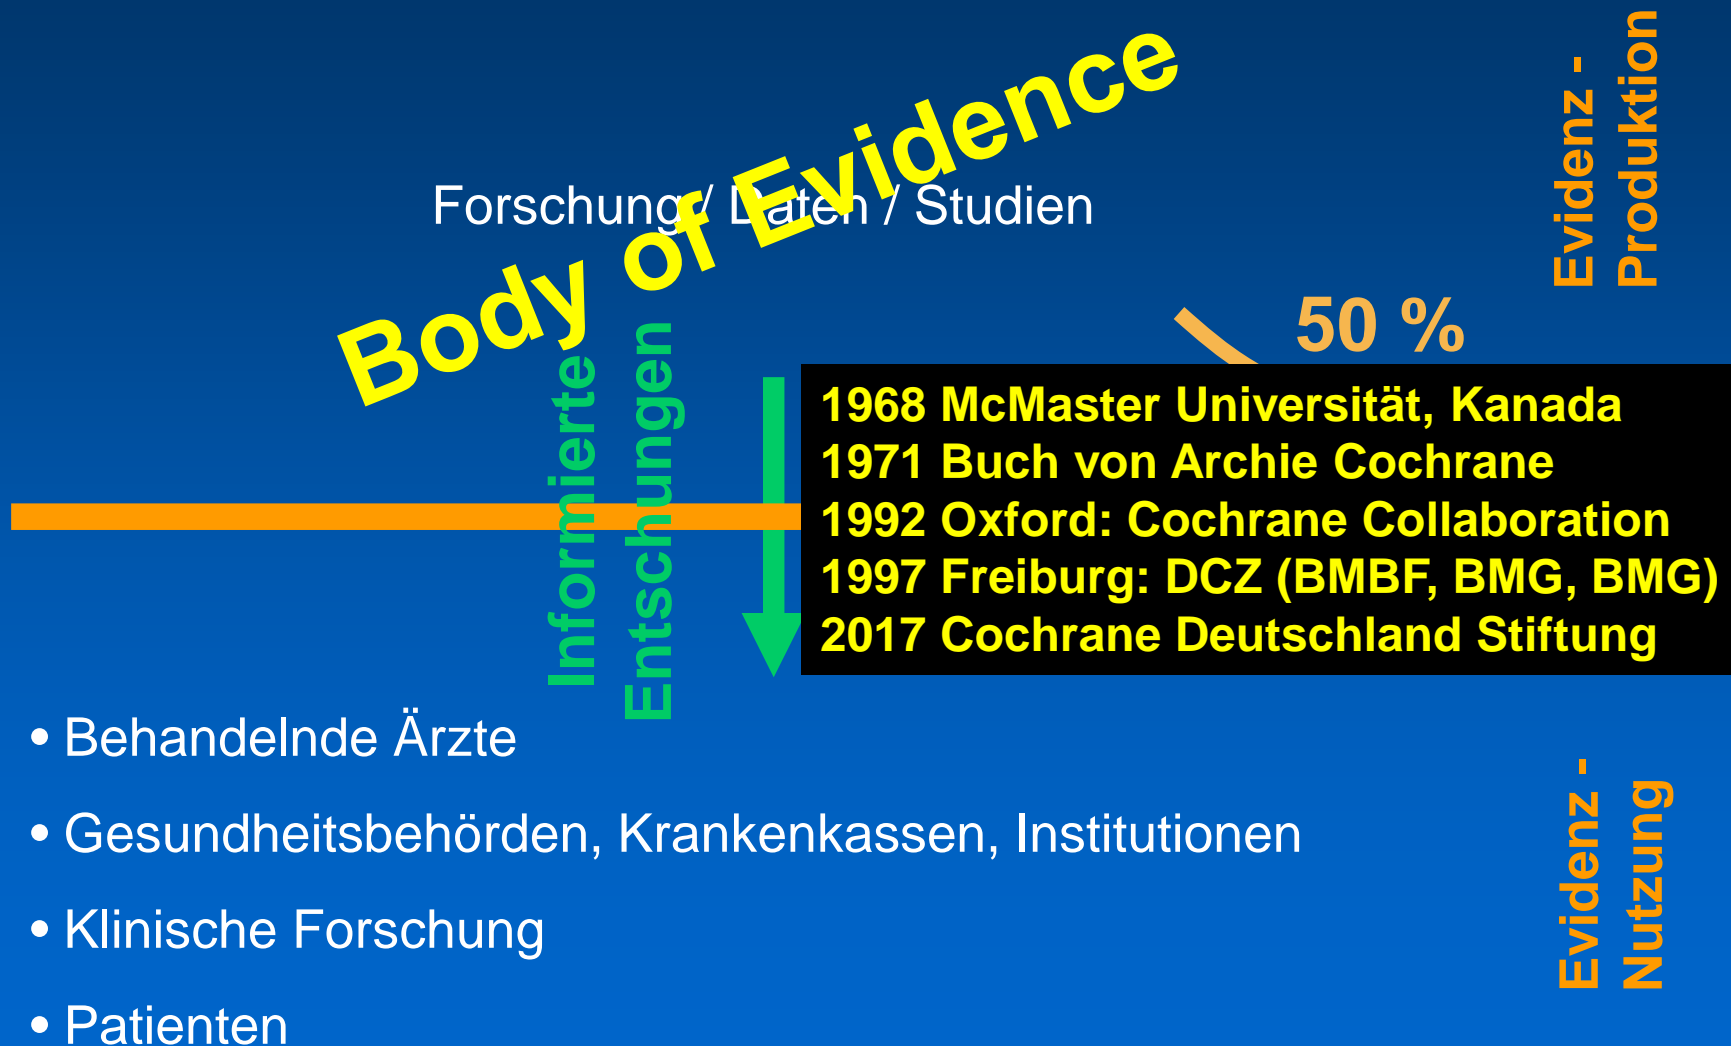 Body of Evidence
Forschung / Daten / Studien
Evidenz -
Produktion
50 %
Informierte
Entschungen
1968 McMaster Universität, Kanada
1971 Buch von Archie Cochrane
1992 Oxford: Cochrane Collaboration
1997 Freiburg: DCZ (BMBF, BMG, BMG)
2017 Cochrane Deutschland Stiftung
• Behandelnde Ärzte
• Gesundheitsbehörden, Krankenkassen, Institutionen
• Klinische Forschung
• Patienten
Evidenz -
Nutzung